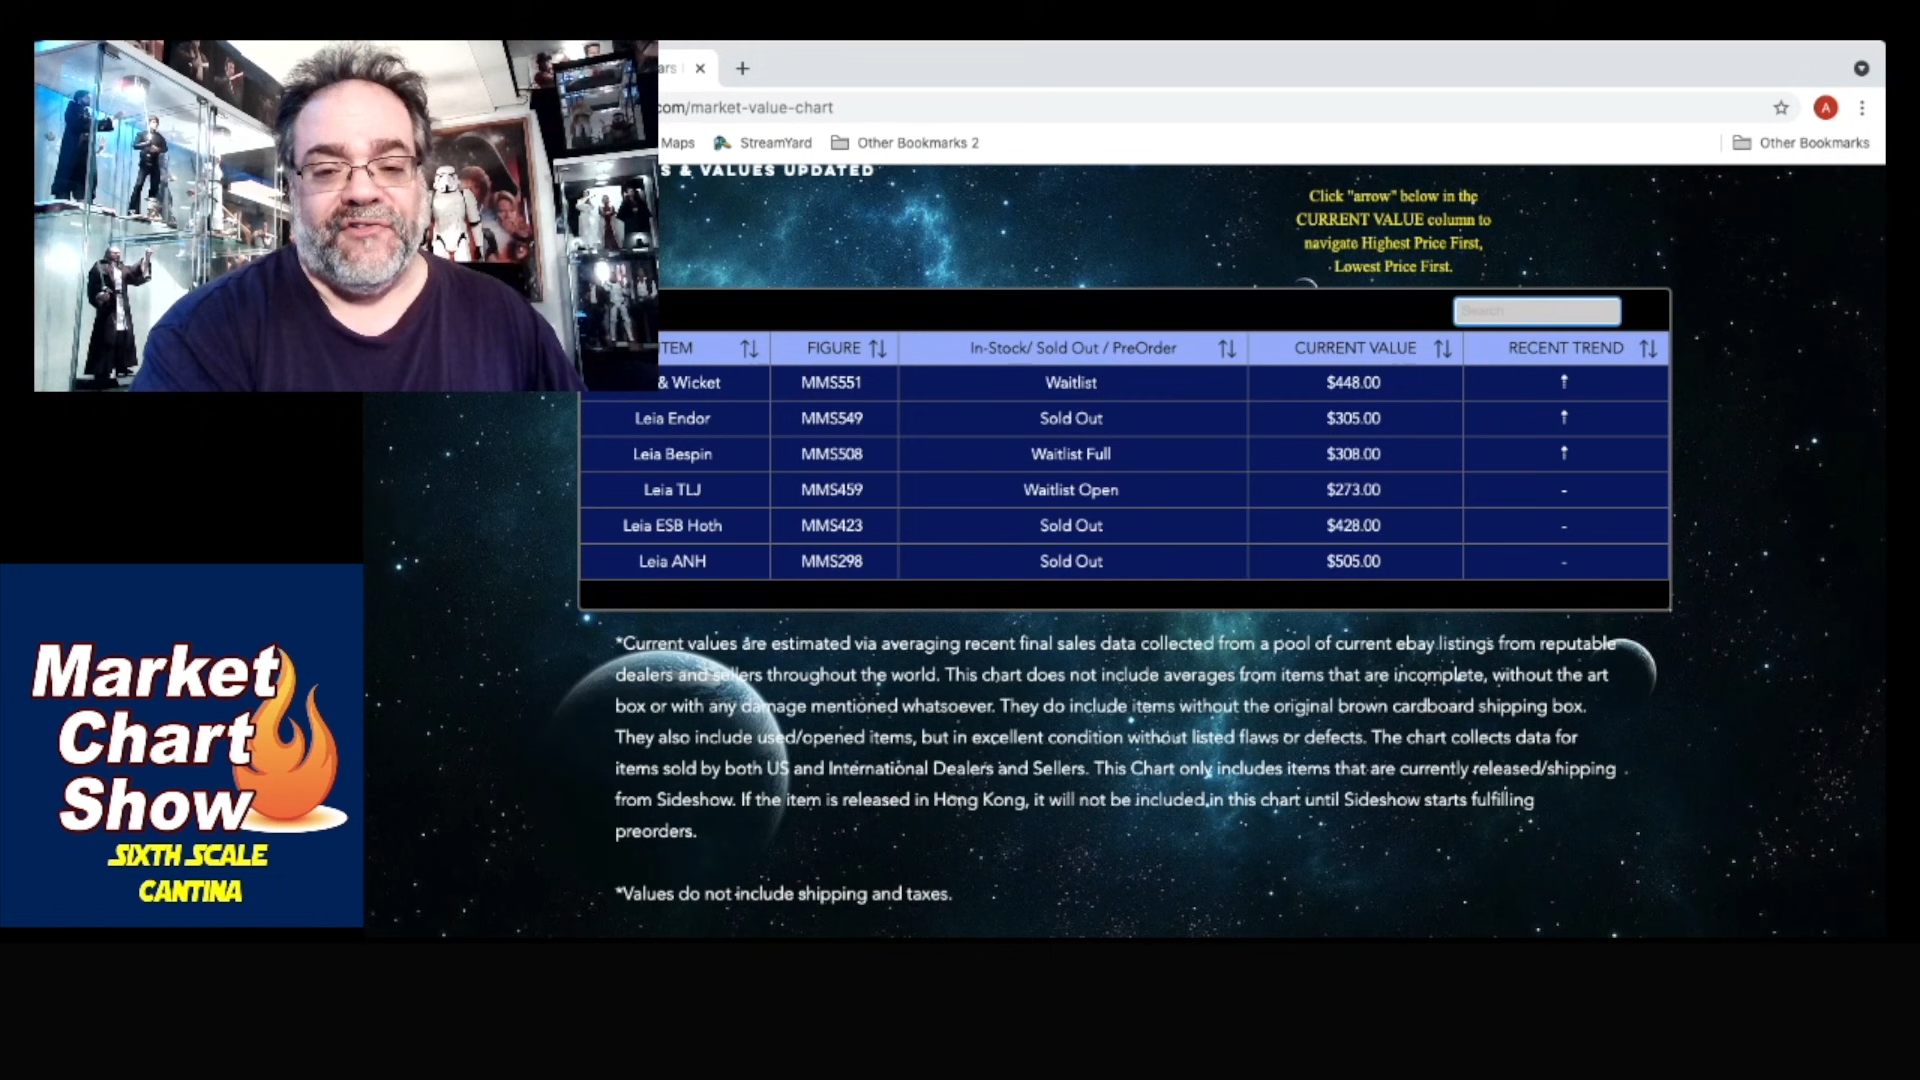 ars
com/market-value-chart
A
Maps StreamYard Other Bookmarks 2 Other Bookmarks
S & VALUES UPDATED
Click "arrow" below in the
CURRENT VALUE column to
navigate Highest Price First,
Lowest Price First.
Search
ITEM FIGURE In-Stock/ Sold Out / PreOrder CURRENT VALUE RECENT TREND
& Wicket MMS551 Waitlist $448.00 ↑
Leia Endor MMS549 Sold Out $305.00 ↑
Leia Bespin MMS508 Waitlist Full $308.00 ↑
Leia TLJ MMS459 Waitlist Open $273.00 -
Leia ESB Hoth MMS423 Sold Out $428.00 -
Leia ANH MMS298 Sold Out $505.00 -
*Current values are estimated via averaging recent final sales data collected from a pool of current ebay listings from reputable
dealers and sellers throughout the world. This chart does not include averages from items that are incomplete, without the art
box or with any damage mentioned whatsoever. They do include items without the original brown cardboard shipping box.
They also include used/opened items, but in excellent condition without listed flaws or defects. The chart collects data for
items sold by both US and International Dealers and Sellers. This Chart only includes items that are currently released/shipping
from Sideshow. If the item is released in Hong Kong, it will not be included in this chart until Sideshow starts fulfilling
preorders.
*Values do not include shipping and taxes.
Market
Chart
Show
SIXTH SCALE
CANTINA